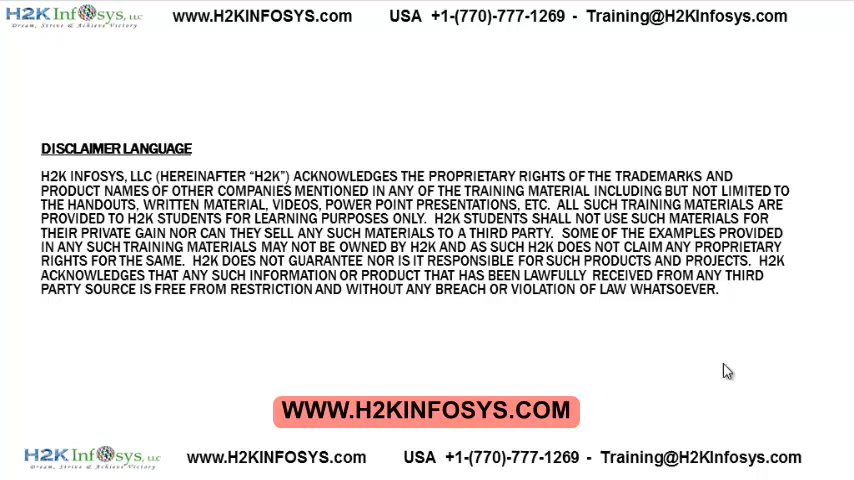 H2K Infosys, LLC www.H2KINFOSYS.com USA +1-(770)-777-1269 - Training@H2KInfosys.com
Dream, Strive & Achieve Victory
DISCLAIMER LANGUAGE
H2K INFOSYS, LLC (HEREINAFTER “H2K”) ACKNOWLEDGES THE PROPRIETARY RIGHTS OF THE TRADEMARKS AND
PRODUCT NAMES OF OTHER COMPANIES MENTIONED IN ANY OF THE TRAINING MATERIAL INCLUDING BUT NOT LIMITED TO
THE HANDOUTS, WRITTEN MATERIAL, VIDEOS, POWER POINT PRESENTATIONS, ETC. ALL SUCH TRAINING MATERIALS ARE
PROVIDED TO H2K STUDENTS FOR LEARNING PURPOSES ONLY. H2K STUDENTS SHALL NOT USE SUCH MATERIALS FOR
THEIR PRIVATE GAIN NOR CAN THEY SELL ANY SUCH MATERIALS TO A THIRD PARTY. SOME OF THE EXAMPLES PROVIDED
IN ANY SUCH TRAINING MATERIALS MAY NOT BE OWNED BY H2K AND AS SUCH H2K DOES NOT CLAIM ANY PROPRIETARY
RIGHTS FOR THE SAME. H2K DOES NOT GUARANTEE NOR IS IT RESPONSIBLE FOR SUCH PRODUCTS AND PROJECTS. H2K
ACKNOWLEDGES THAT ANY SUCH INFORMATION OR PRODUCT THAT HAS BEEN LAWFULLY RECEIVED FROM ANY THIRD
PARTY SOURCE IS FREE FROM RESTRICTION AND WITHOUT ANY BREACH OR VIOLATION OF LAW WHATSOEVER.
WWW.H2KINFOSYS.COM
H2K Infosys, LLC www.H2KINFOSYS.com USA +1-(770)-777-1269 - Training@H2KInfosys.com
Dream, Strive & Achieve Victory